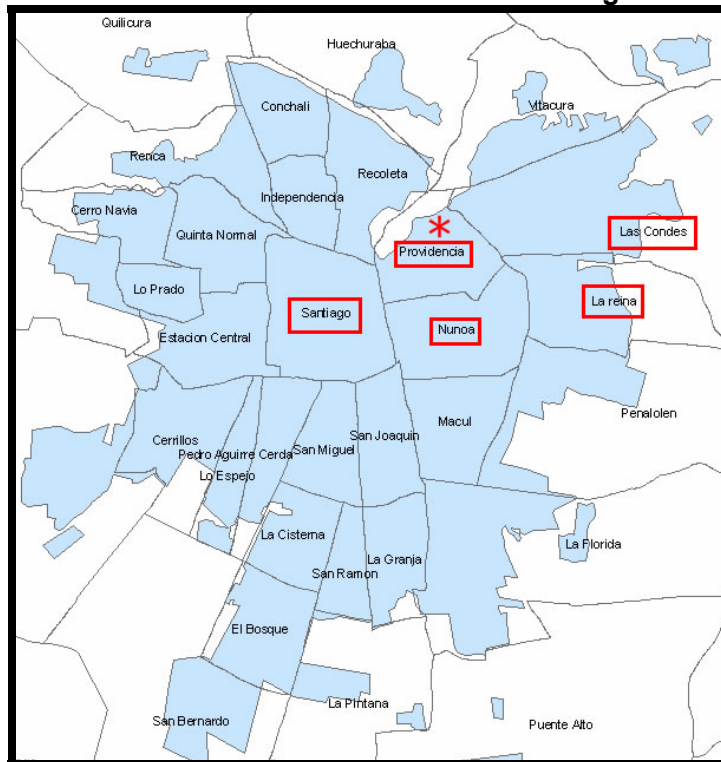 Quilicura
Huechuraba
Conchali
Vitacura
Renca
Recoleta
Independencia
Cerro Navia
Quinta Normal
Las Condes
*
Providencia
Lo Prado
La reina
Santiago
Estacion Central
Nunoa
Penalolen
Macul
San Joaquin
Cerrillos
Pedro Aguirre Cerda
San Miguel
Lo Espejo
La Cisterna
La Florida
La Granja
San Ramon
El Bosque
La Pintana
San Bernardo
Puente Alto